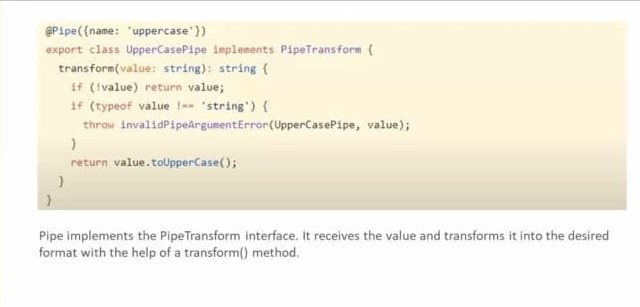 @Pipe({name: 'uppercase'})
export class UpperCasePipe implements PipeTransform {
transform(value: string): string {
if (!value) return value;
if (typeof value !== 'string') {
throw invalidPipeArgumentError(UpperCasePipe, value);
}
return value.toUpperCase();
}
}
Pipe implements the PipeTransform interface. It receives the value and transforms it into the desired
format with the help of a transform() method.